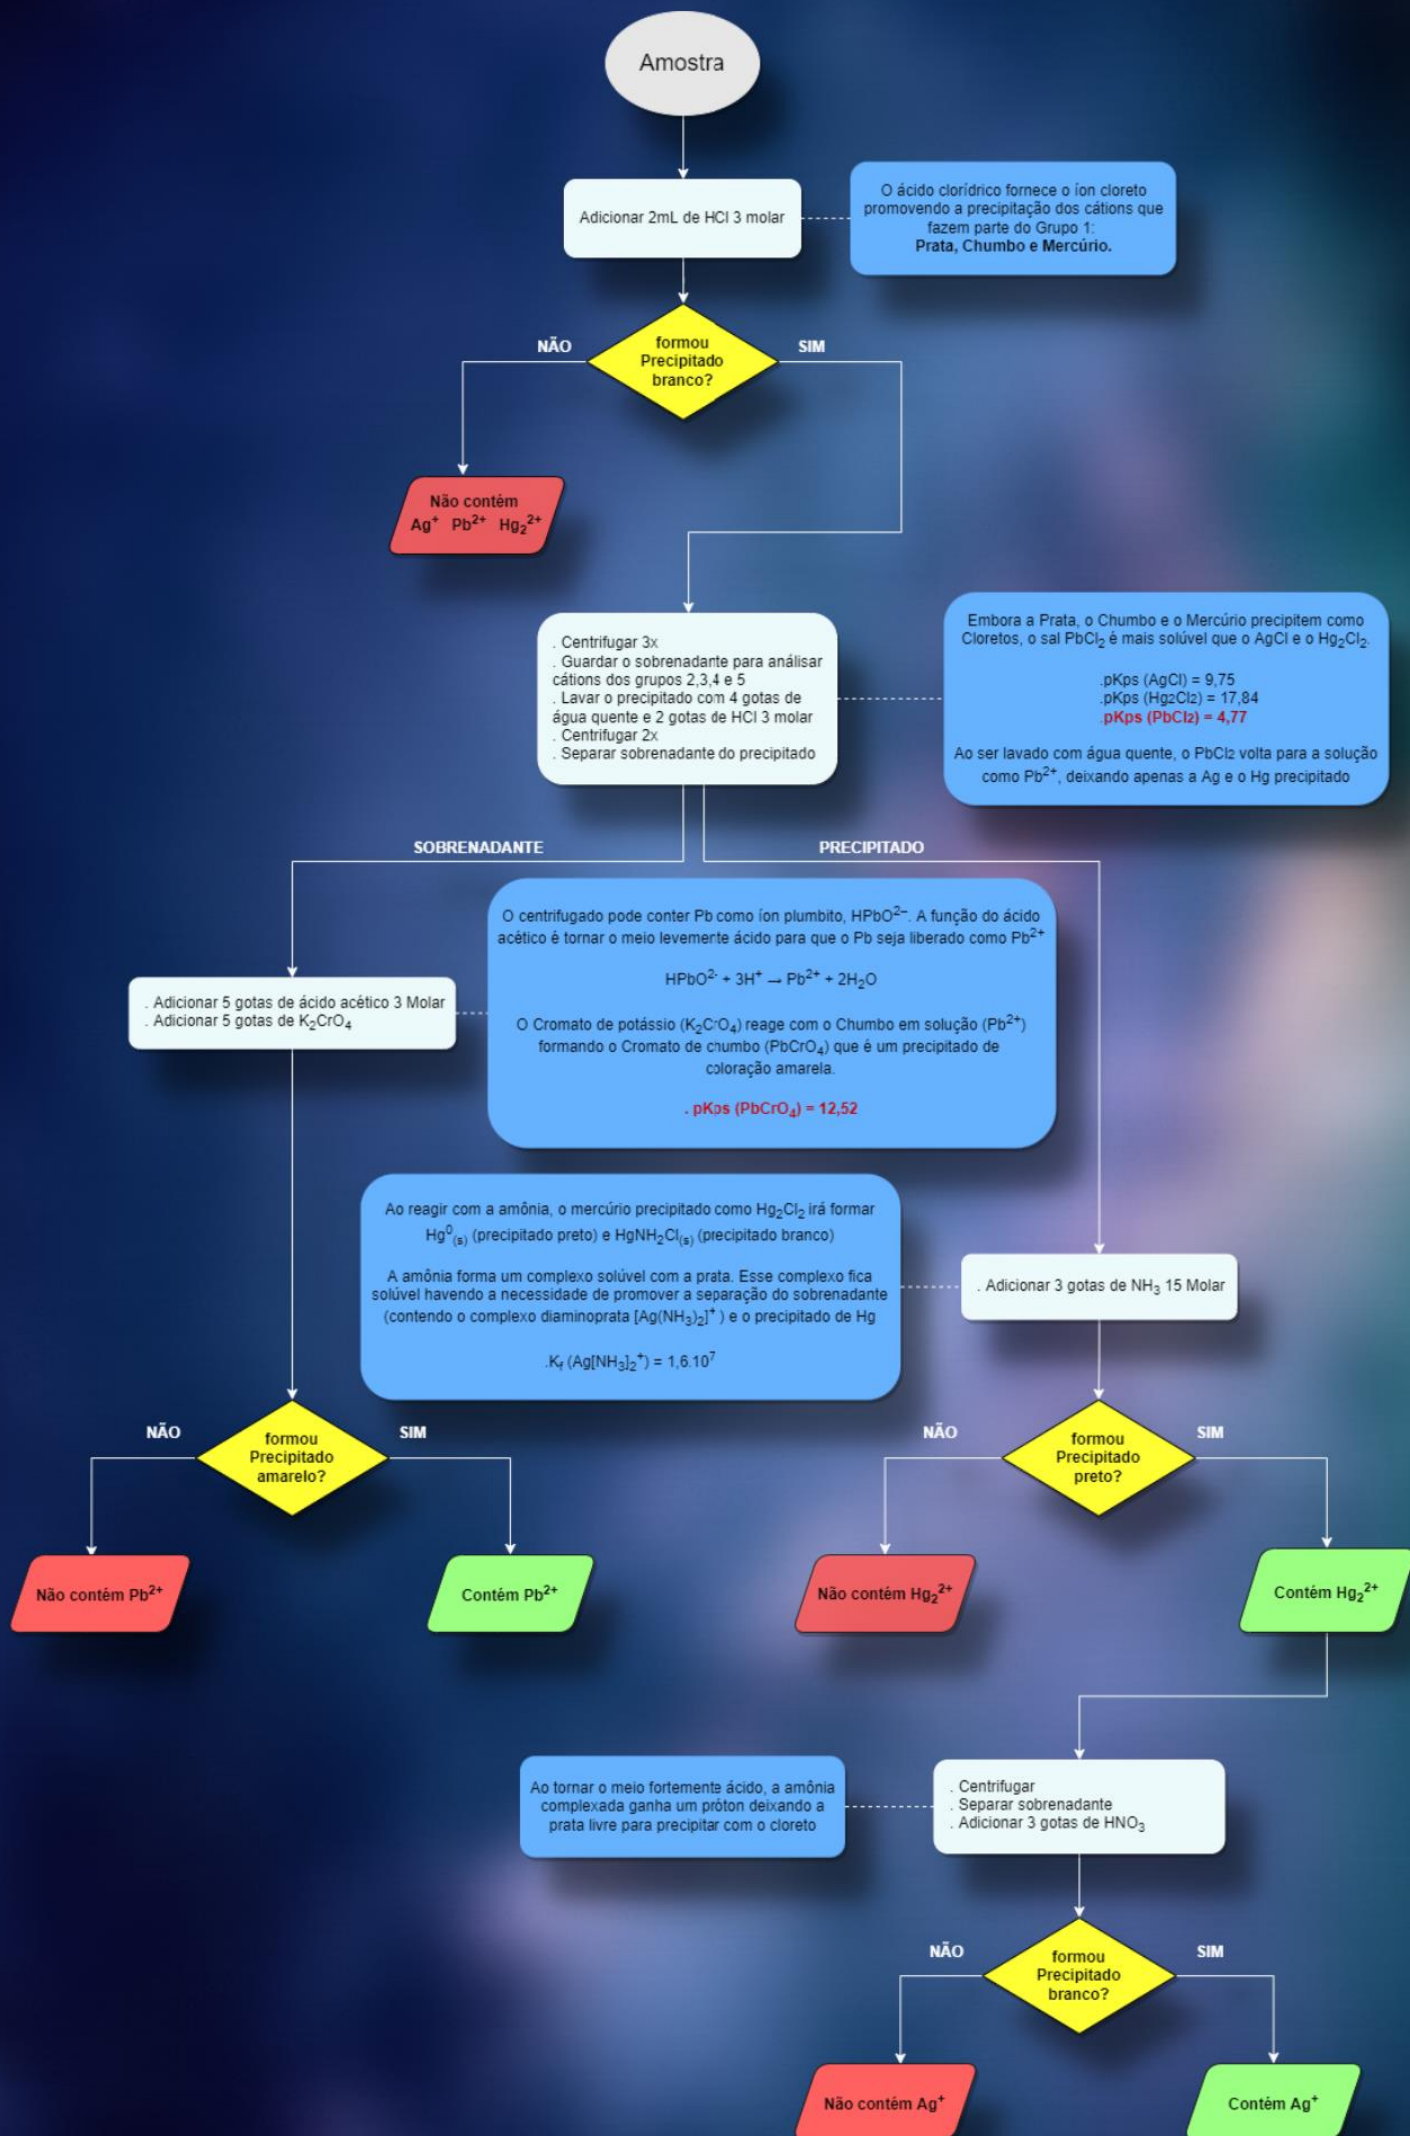 Amostra
Adicionar 2mL de HCl 3 molar
O ácido clorídrico fornece o íon cloreto
promovendo a precipitação dos cátions que
fazem parte do Grupo 1:
Prata, Chumbo e Mercúrio.
NÃO
formou
Precipitado
branco?
SIM
Não contém
Ag⁺ Pb²⁺ Hg₂²⁺
. Centrifugar 3x
. Guardar o sobrenadante para análisar
cátions dos grupos 2,3,4 e 5
. Lavar o precipitado com 4 gotas de
água quente e 2 gotas de HCl 3 molar
. Centrifugar 2x
. Separar sobrenadante do precipitado
Embora a Prata, o Chumbo e o Mercúrio precipitem como
Cloretos, o sal PbCl₂ é mais solúvel que o AgCl e o Hg₂Cl₂.
.pKps (AgCl) = 9,75
.pKps (Hg2Cl2) = 17,84
.pKps (PbCl2) = 4,77
Ao ser lavado com água quente, o PbCl2 volta para a solução
como Pb²⁺, deixando apenas a Ag e o Hg precipitado
SOBRENADANTE
PRECIPITADO
O centrifugado pode conter Pb como íon plumbito, HPbO²⁻. A função do ácido
acético é tornar o meio levemente ácido para que o Pb seja liberado como Pb²⁺
HPbO²⁻ + 3H⁺ → Pb²⁺ + 2H₂O
O Cromato de potássio (K₂CrO₄) reage com o Chumbo em solução (Pb²⁺)
formando o Cromato de chumbo (PbCrO₄) que é um precipitado de
coloração amarela.
. pKps (PbCrO₄) = 12,52
. Adicionar 5 gotas de ácido acético 3 Molar
. Adicionar 5 gotas de K₂CrO₄
Ao reagir com a amônia, o mercúrio precipitado como Hg₂Cl₂ irá formar
Hg⁰₍ₛ₎ (precipitado preto) e HgNH₂Cl₍ₛ₎ (precipitado branco)
A amônia forma um complexo solúvel com a prata. Esse complexo fica
solúvel havendo a necessidade de promover a separação do sobrenadante
(contendo o complexo diaminoprata [Ag(NH₃)₂]⁺ ) e o precipitado de Hg
.Kf (Ag[NH₃]₂⁺) = 1,6.10⁷
. Adicionar 3 gotas de NH₃ 15 Molar
NÃO
formou
Precipitado
amarelo?
SIM
NÃO
formou
Precipitado
preto?
SIM
Não contém Pb²⁺
Contém Pb²⁺
Não contém Hg₂²⁺
Contém Hg₂²⁺
Ao tornar o meio fortemente ácido, a amônia
complexada ganha um próton deixando a
prata livre para precipitar com o cloreto
. Centrifugar
. Separar sobrenadante
. Adicionar 3 gotas de HNO₃
NÃO
formou
Precipitado
branco?
SIM
Não contém Ag⁺
Contém Ag⁺